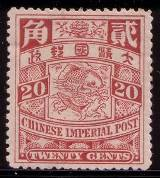 角 貳
政郵國清大
20 20
CHINESE IMPERIAL POST
TWENTY CENTS